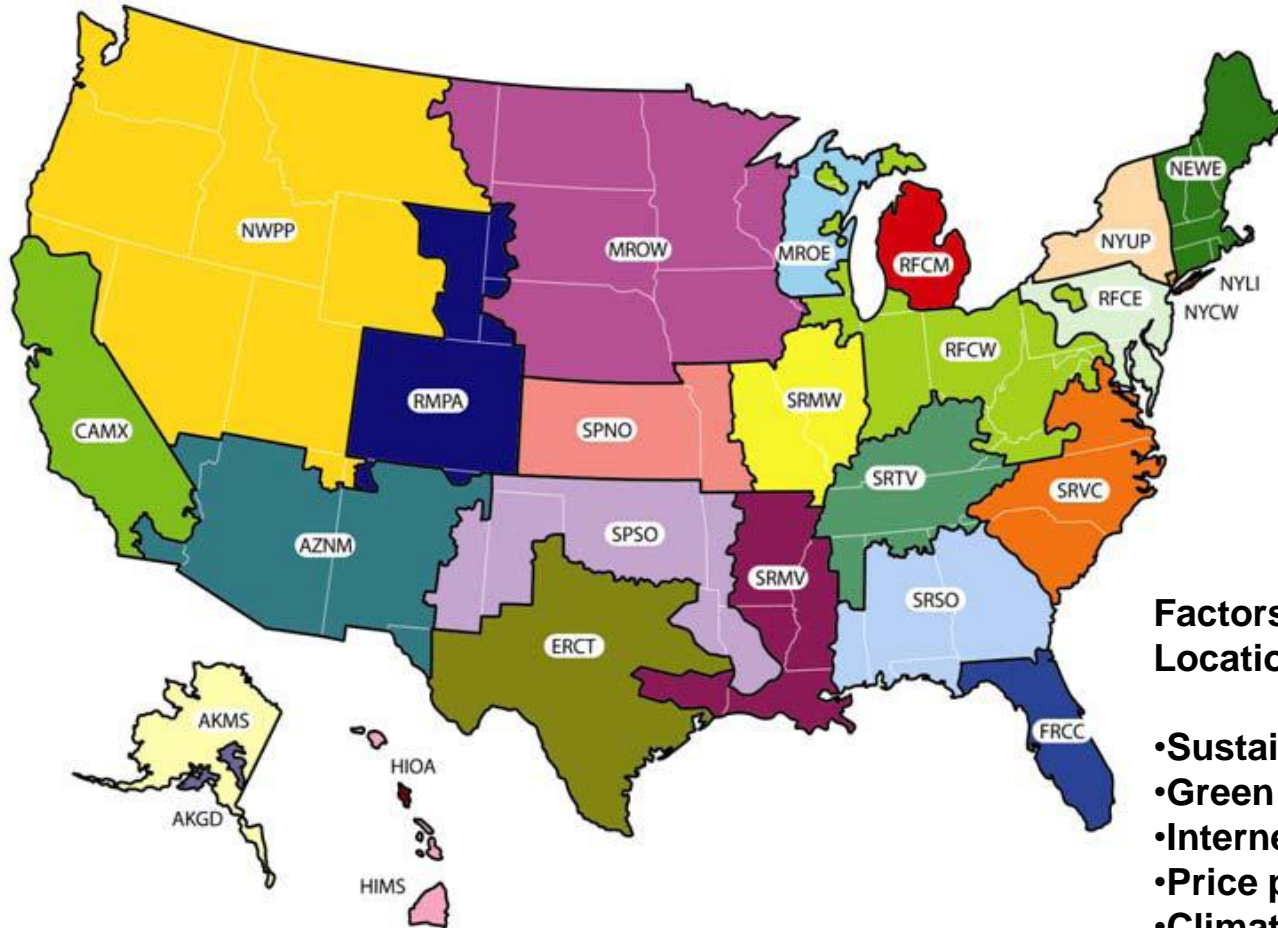 NEWE
NWPP
MROW
MROE
RFCM
NYUP
NYLI
NYCW
RFCE
RFCW
RMPA
SRMW
CAMX
SPNO
SRTV
SRVC
AZNM
SPSO
SRMV
SRSO
ERCT
FRCC
AKMS
HIOA
AKGD
HIMS
Factors
Locatio
•Sustai
•Green
•Interne
•Price p
•Climat